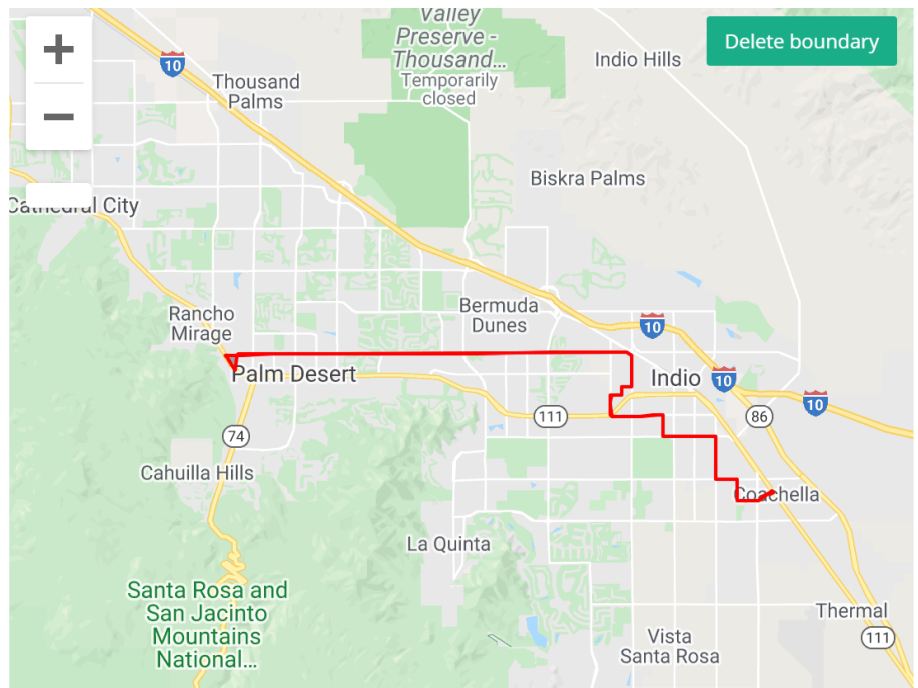 Valley
Preserve -
Thousand...
Temporarily
closed
Delete boundary
Indio Hills
10
Thousand
Palms
Biskra Palms
Cathedral City
Rancho
Mirage
Bermuda
Dunes
10
Palm Desert
Indio
10
10
111
86
74
Cahuilla Hills
Coachella
La Quinta
Santa Rosa and
San Jacinto
Mountains
National...
Thermal
111
Vista
Santa Rosa